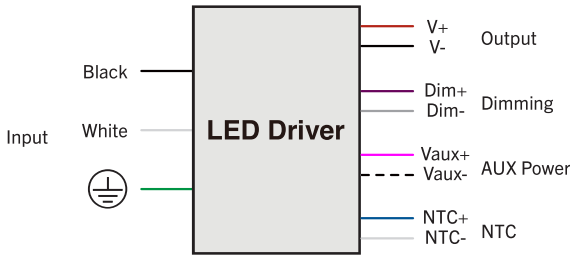 Input
Black
White
LED Driver
V+
V-
Output
Dim+
Dim-
Dimming
Vaux+
Vaux-
AUX Power
NTC+
NTC-
NTC